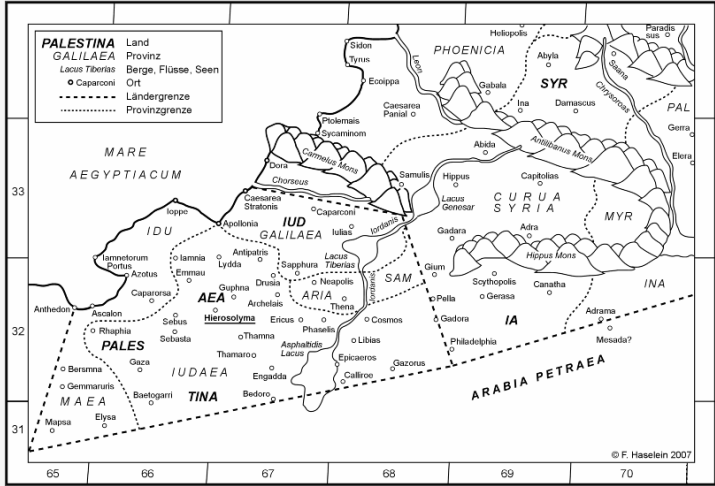 PALESTINA Land
GALILAEA Provinz
Lacus Tiberias Berge, Flüsse, Seen
Caparconi Ort
Ländergrenze
Provinzgrenze
Heliopolis
Paradis
sus
Sidon
PHOENICIA
Tyrus
Abyla
Leon
Saana
Ecoippa
SYR
Gabala
Chrysoroas
Caesarea
Panial
Ina
Damascus
PAL
Ptolemais
Sycaminom
Gerra
MARE
AEGYPTIACUM
Carmelus Mons
Abida
Antilibanus Mons
Elera
Dora
Chorseus
Samulis
Hippus
Capitolias
33
Caesarea
Stratonis
Lacus
Genesar
CURUA
SYRIA
Ioppe
IUD
GALILAEA
Caparconi
Iordanis
MYR
IDU
Apollonia
Iulias
Gadara
Adra
Hippus Mons
Iamnetorum
Portus
Iamnia
Lydda
Antipatris
Sapphura
Lacus
Tiberias
Azotus
Emmau
Drusia
Neapolis
Iordanis
SAM
Gium
Scythopolis
INA
Caparorsa
AEA
Guphna
Archelais
ARIA
Thena
Pella
Gerasa
Canatha
Anthedon
Ascalon
Hierosolyma
Sebus
Ericus
Phaselis
Cosmos
Gadora
IA
Adrama
32
Rhaphia
Sebasta
Thamna
Mesada?
PALES
Asphaltidis
Lacus
Libias
Philadelphia
Thamaro
Bersmna
Gaza
IUDAEA
Engadda
Epicaeros
Gazorus
Gemmaruris
Calliroe
ARABIA PETRAEA
MAEA
Baetogarri
TINA
Bedoro
Mapsa
Elysa
31
© F. Haselein 2007
65 66 67 68 69 70